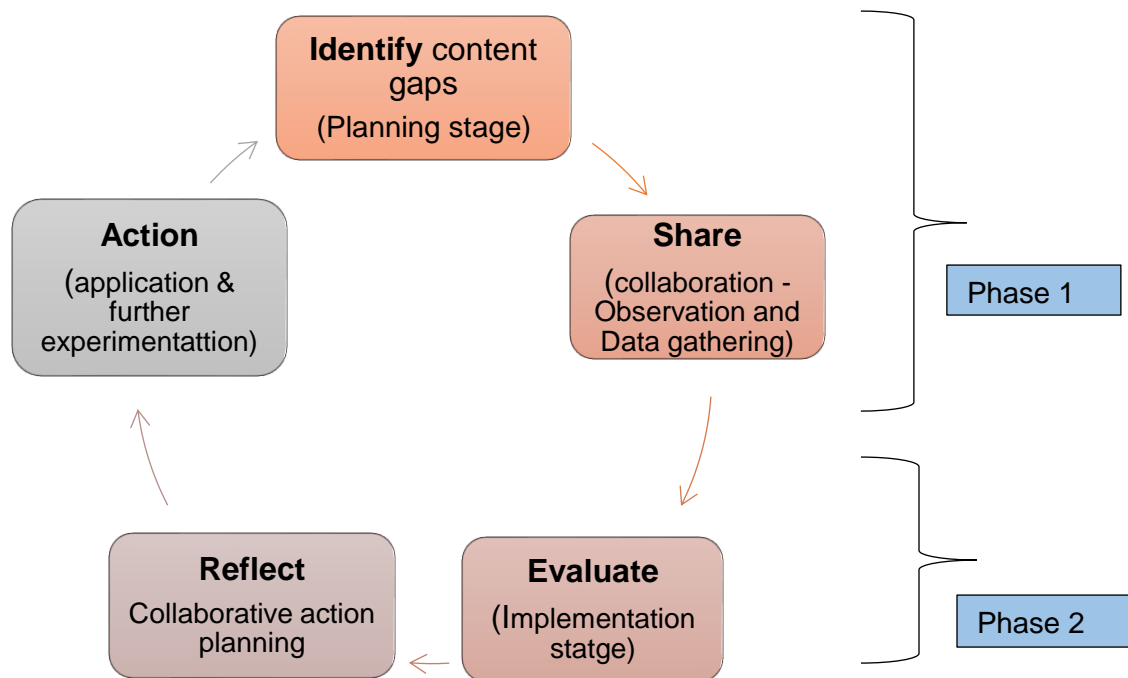 Identify content
gaps
(Planning stage)
Action
(application &
further
experimentattion)
Share
(collaboration -
Observation and
Data gathering)
Phase 1
Reflect
Collaborative action
planning
Evaluate
(Implementation
statge)
Phase 2